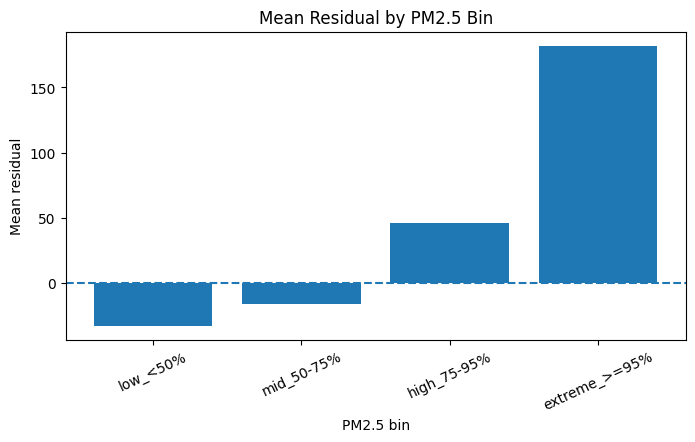 Mean Residual by PM2.5 Bin
Mean residual
150
100
50
0
low_<50%
mid_50-75%
high_75-95%
extreme_>=95%
PM2.5 bin